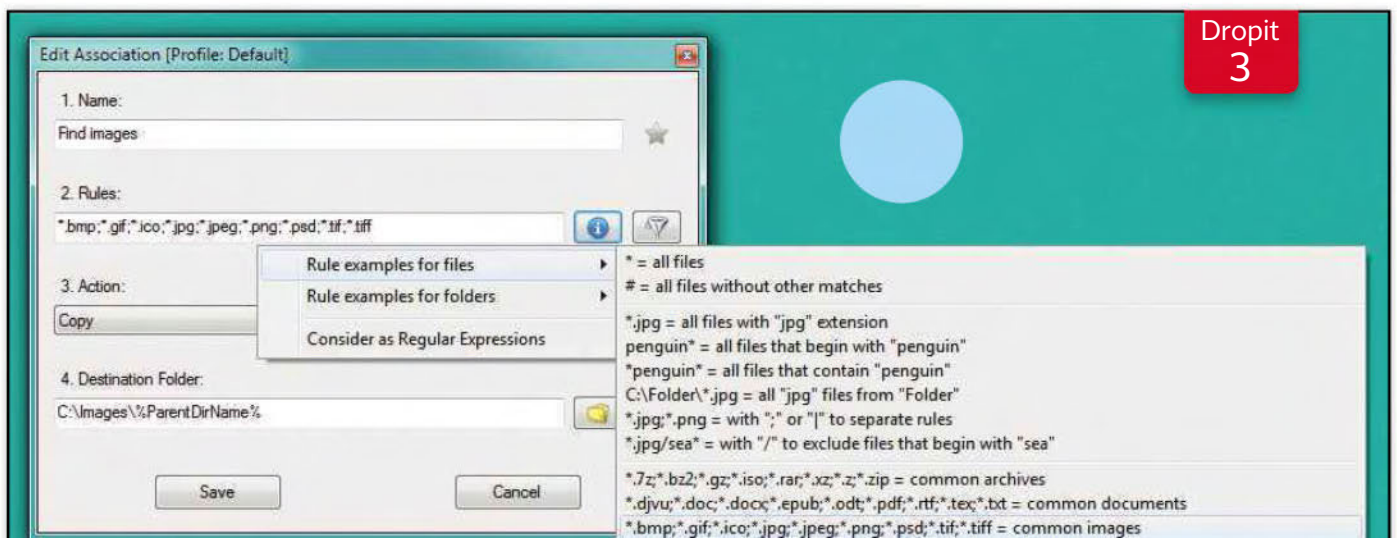 Dropit
3
Edit Association [Profile: Default]
1. Name:
Find images
2. Rules:
*.bmp;*.gif;*.ico;*.jpg;*.jpeg;*.png;*.psd;*.tif;*.tiff
Rule examples for files
Rule examples for folders
Consider as Regular Expressions
3. Action:
Copy
4. Destination Folder:
C:\Images\%ParentDirName%
Save
Cancel
* = all files
# = all files without other matches
*.jpg = all files with "jpg" extension
penguin* = all files that begin with "penguin"
*penguin* = all files that contain "penguin"
C:\Folder\*.jpg = all "jpg" files from "Folder"
*.jpg;*.png = with ";" or "|" to separate rules
*.jpg/sea* = with "/" to exclude files that begin with "sea"
*.7z;*.bz2;*.gz;*.iso;*.rar;*.xz;*.z;*.zip = common archives
*.djvu;*.doc;*.docx;*.epub;*.odt;*.pdf;*.rtf;*.tex;*.txt = common documents
*.bmp;*.gif;*.ico;*.jpg;*.jpeg;*.png;*.psd;*.tif;*.tiff = common images